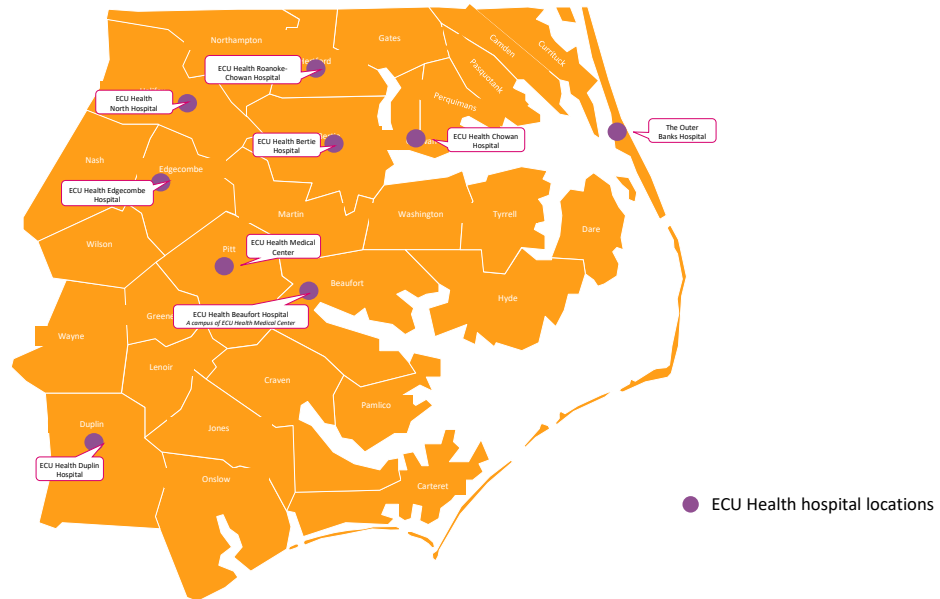 Northampton
Gates
Camden
Currituck
ECU Health Roanoke-
Chowan Hospital
Pasquotank
ECU Health
North Hospital
Perquimans
ECU Health Bertie
Hospital
ECU Health Chowan
Hospital
The Outer
Banks Hospital
Nash
Edgecombe
ECU Health Edgecombe
Hospital
Martin
Washington
Tyrrell
Dare
Wilson
Pitt
ECU Health Medical
Center
Beaufort
Hyde
Greene
ECU Health Beaufort Hospital
A campus of ECU Health Medical Center
Wayne
Lenoir
Craven
Pamlico
Duplin
Jones
ECU Health Duplin
Hospital
Onslow
Carteret
ECU Health hospital locations